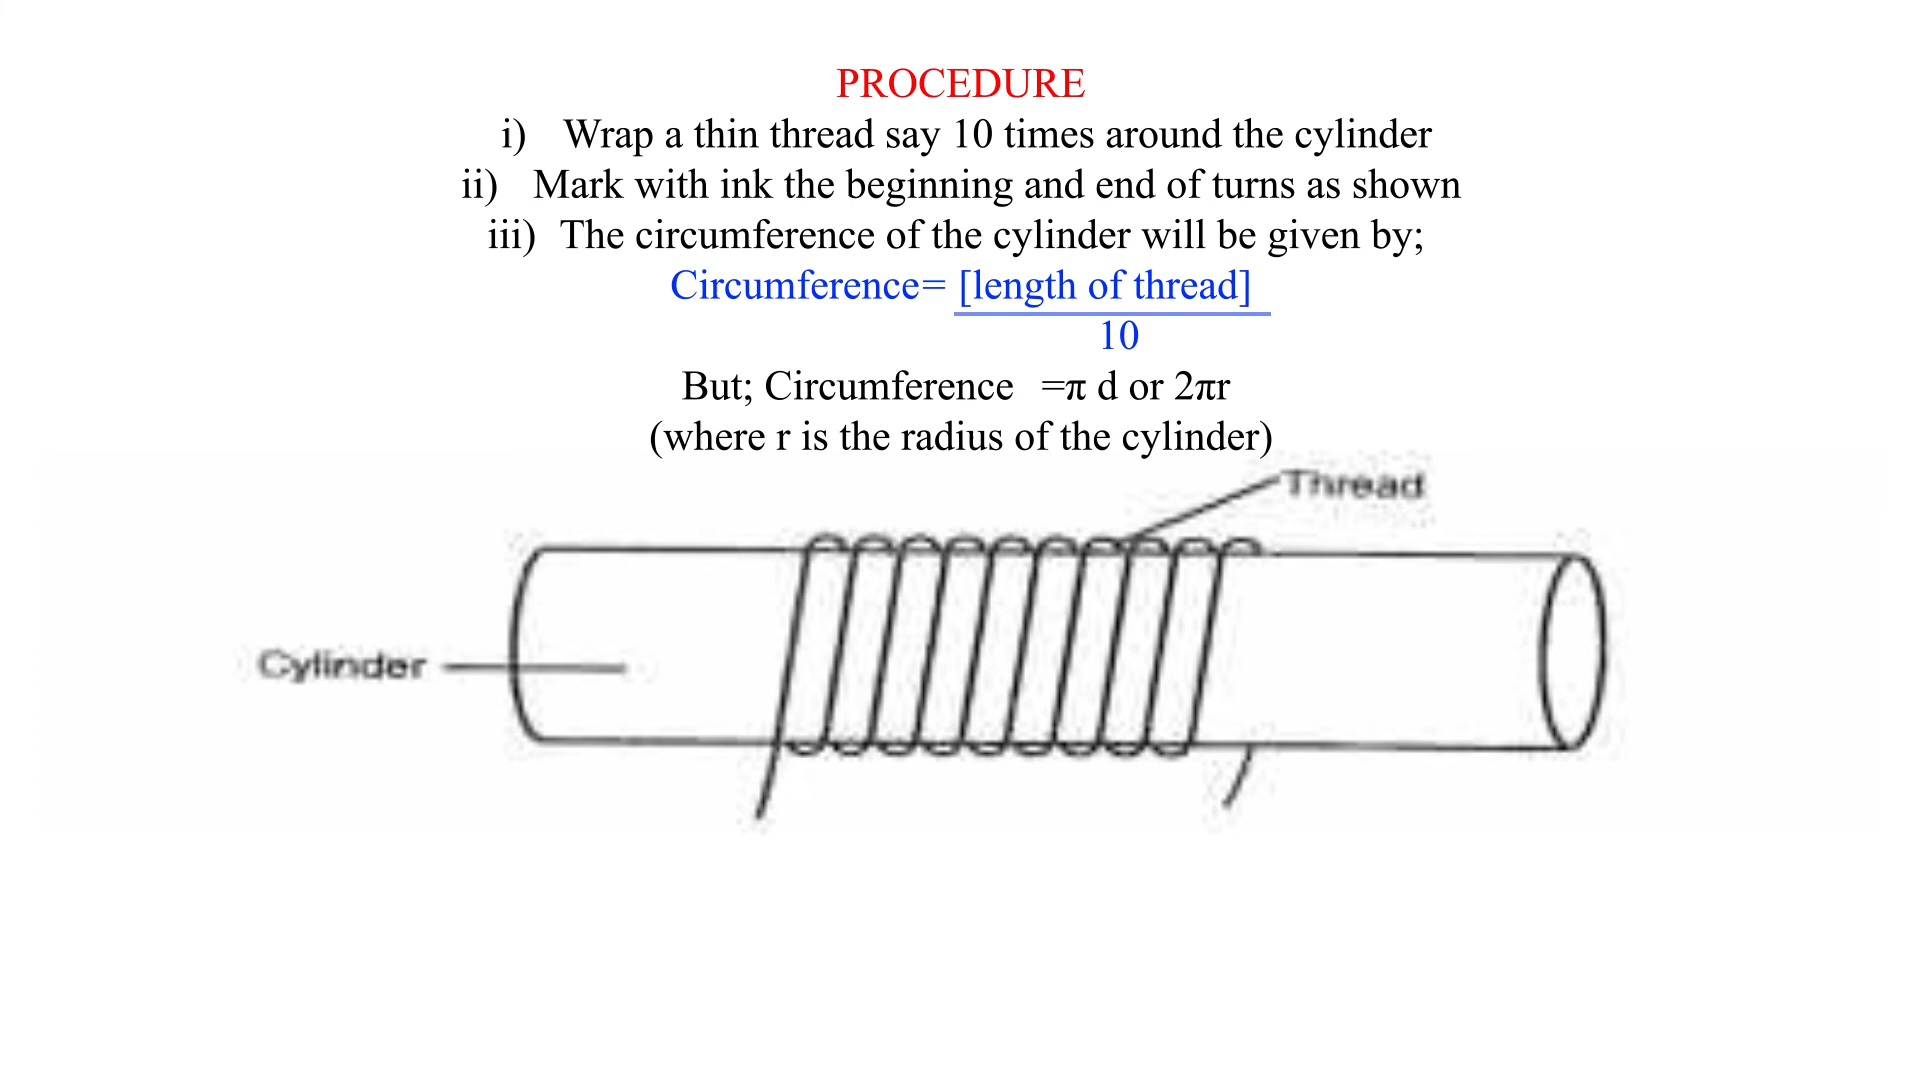 PROCEDURE
i) Wrap a thin thread say 10 times around the cylinder
ii) Mark with ink the beginning and end of turns as shown
iii) The circumference of the cylinder will be given by;
Circumference= [length of thread]
10
But; Circumference =π d or 2πr
(where r is the radius of the cylinder)
Thread
Cylinder